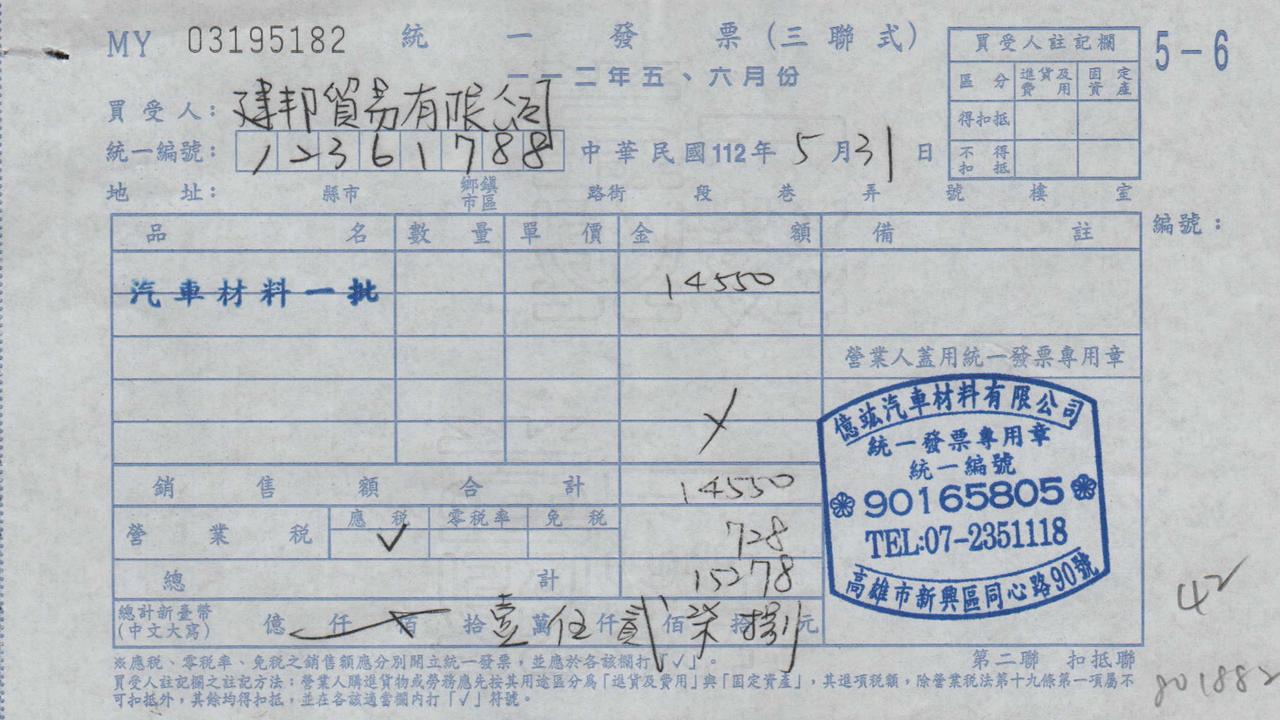 MY 03195182 統一發票(三聯式)
一一二年五、六月份
5-6
買受人註記欄
區分 進貨及費用 固定資產
得扣抵
不得扣抵
買受人: 建邦貿易有限公司
統一編號: 12361788 中華民國112年5月31日
地址: 縣市 鄉鎮市區 路街 段 巷 弄 號 樓 室
品名 數量 單價 金額 備註 編號:
汽車材料一批 14550
營業人蓋用統一發票專用章
億竑汽車材料有限公司
統一發票專用章
統一編號
90165805
TEL:07-2351118
高雄市新興區同心路90號
銷售額合計 14550
營業稅 應稅 ✓ 零稅率 免稅 728
總計 15278
總計新臺幣(中文大寫) 億 仟 佰 拾 壹萬 伍仟 貳佰 柒拾 捌元
42
※應稅、零稅率、免稅之銷售額應分別開立統一發票,並應於各該欄打「✓」。
第二聯 扣抵聯
買受人註記欄之註記方法:營業人購進貨物或勞務應先按其用途區分為「進貨及費用」與「固定資產」,其進項稅額,除營業稅法第十九條第一項屬不
可扣抵外,其餘均得扣抵,並在各該適當欄內打「✓」符號。
801882